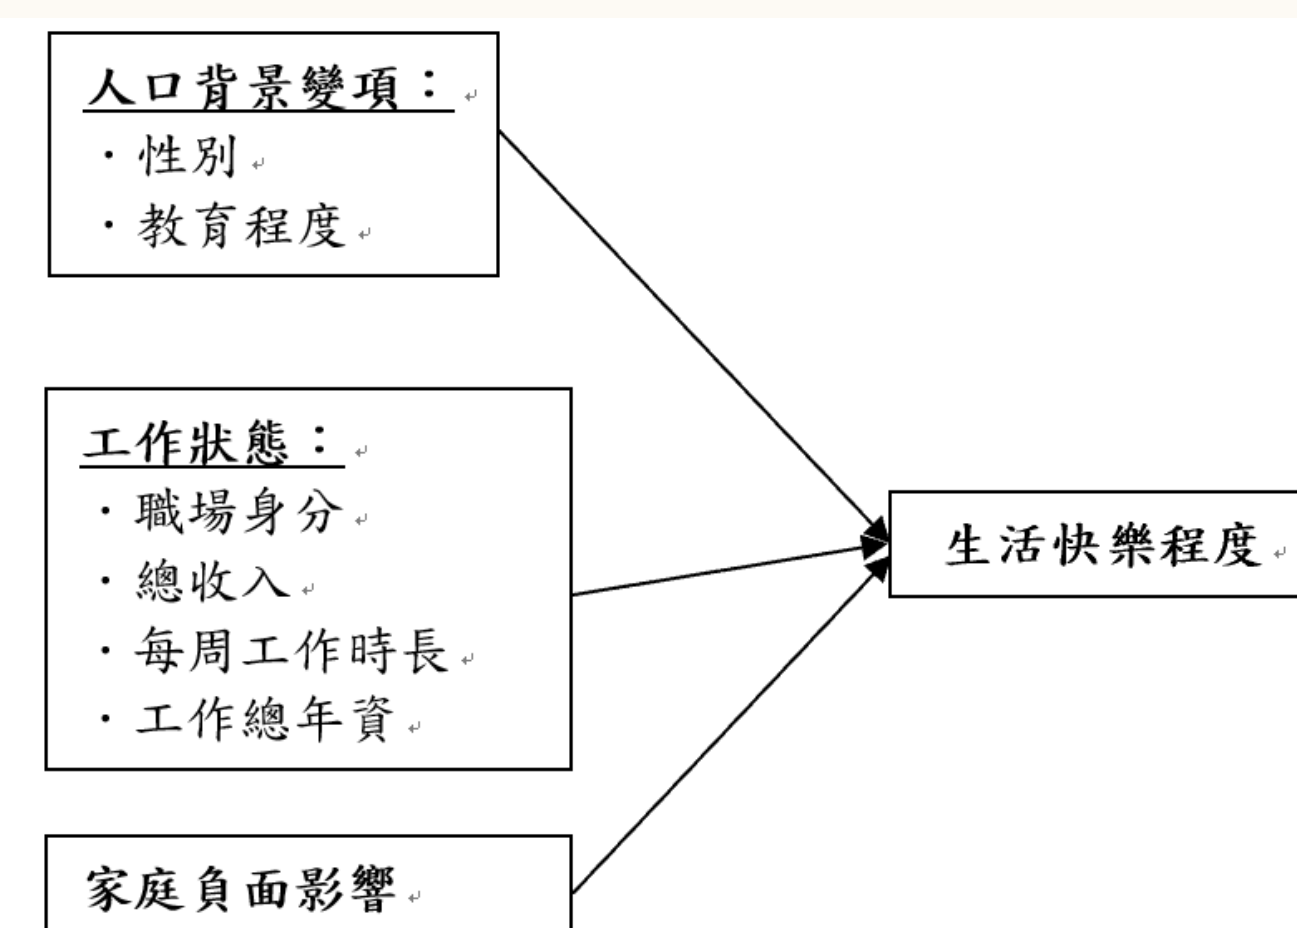 人口背景變項：
・性別
・教育程度
工作狀態：
・職場身分
・總收入
・每周工作時長
・工作總年資
生活快樂程度
家庭負面影響